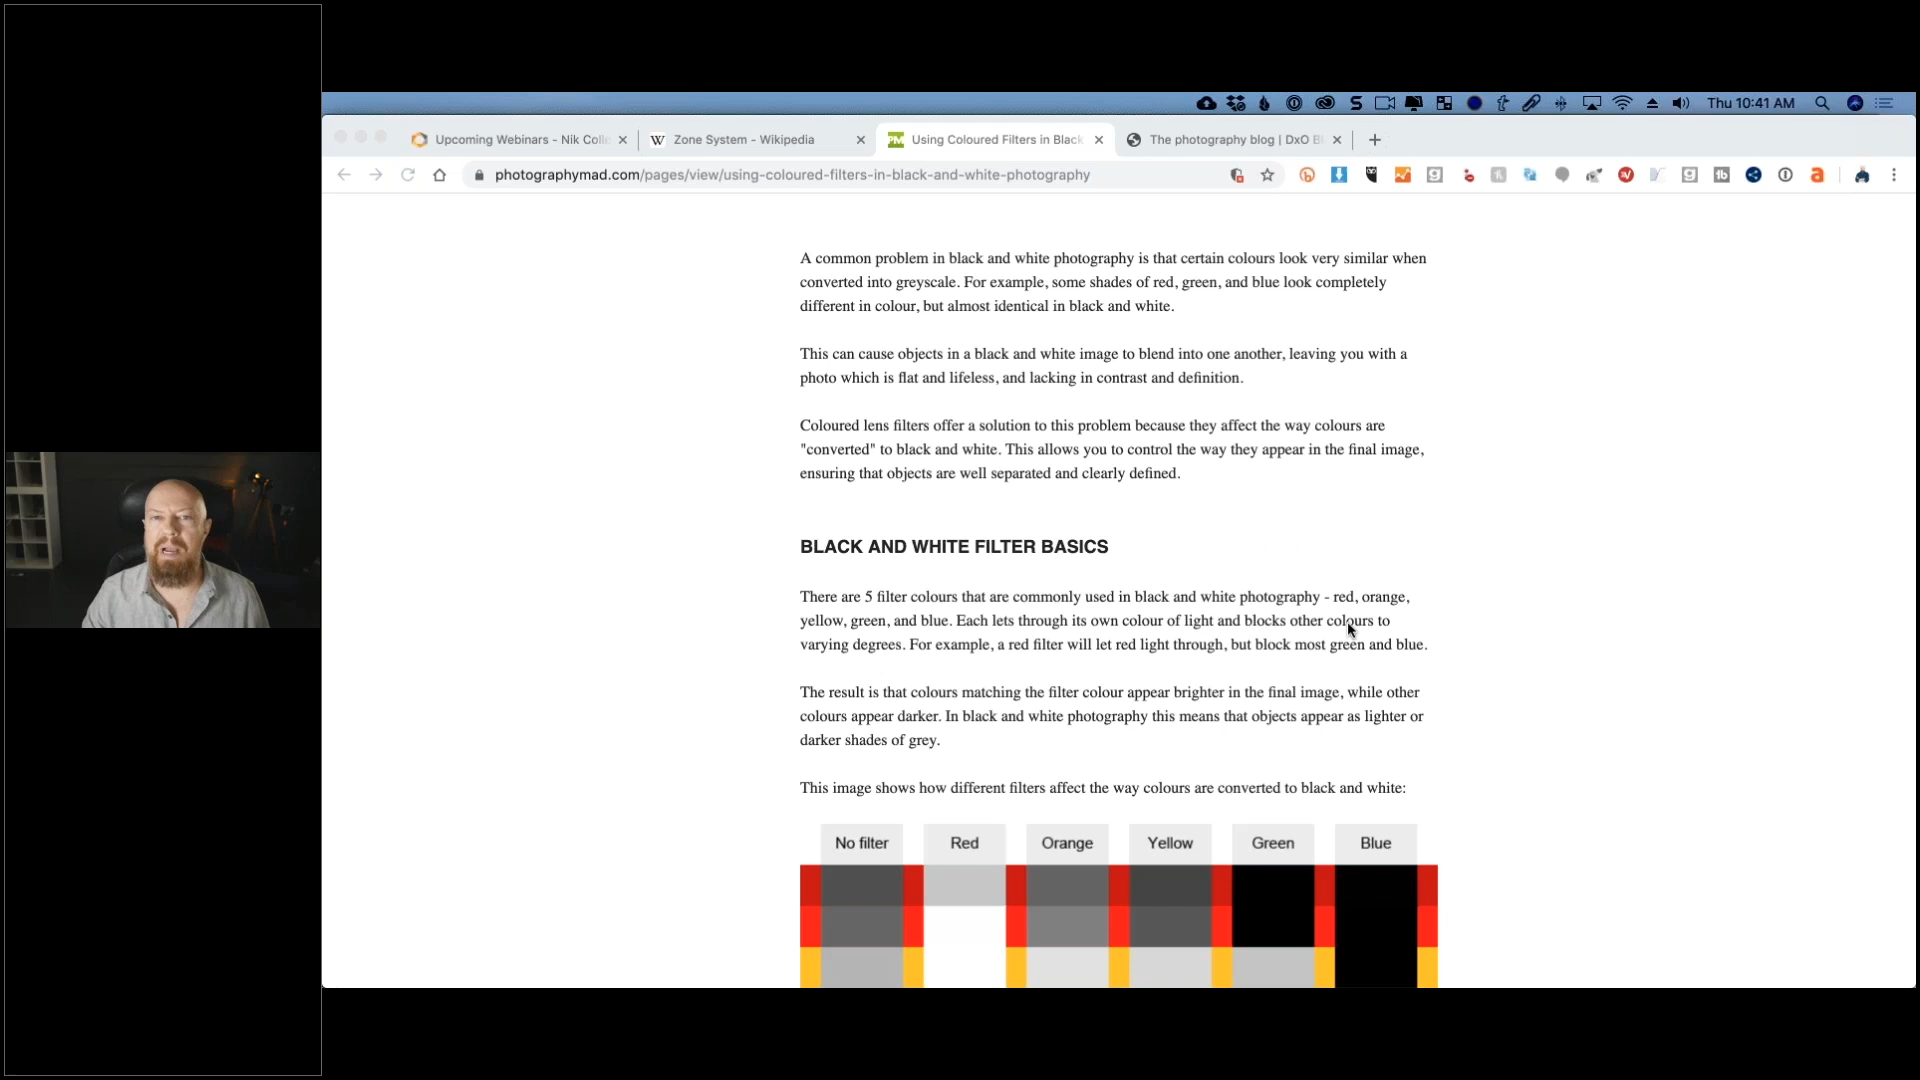 Thu 10:41 AM
Upcoming Webinars - Nik Colle
Zone System - Wikipedia
Using Coloured Filters in Black
The photography blog | DxO Bl
photographymad.com/pages/view/using-coloured-filters-in-black-and-white-photography
A common problem in black and white photography is that certain colours look very similar when
converted into greyscale. For example, some shades of red, green, and blue look completely
different in colour, but almost identical in black and white.
This can cause objects in a black and white image to blend into one another, leaving you with a
photo which is flat and lifeless, and lacking in contrast and definition.
Coloured lens filters offer a solution to this problem because they affect the way colours are
"converted" to black and white. This allows you to control the way they appear in the final image,
ensuring that objects are well separated and clearly defined.
BLACK AND WHITE FILTER BASICS
There are 5 filter colours that are commonly used in black and white photography - red, orange,
yellow, green, and blue. Each lets through its own colour of light and blocks other colours to
varying degrees. For example, a red filter will let red light through, but block most green and blue.
The result is that colours matching the filter colour appear brighter in the final image, while other
colours appear darker. In black and white photography this means that objects appear as lighter or
darker shades of grey.
This image shows how different filters affect the way colours are converted to black and white:
No filter Red Orange Yellow Green Blue